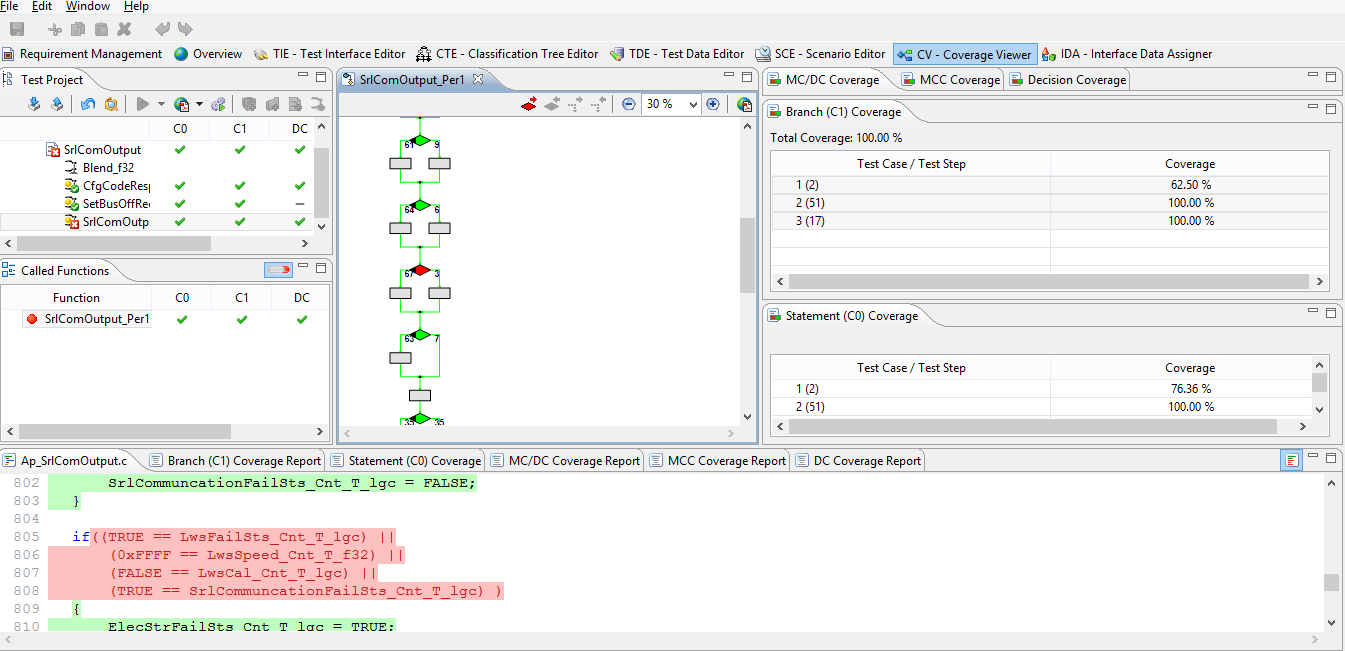 File Edit Window Help
Requirement Management Overview TIE - Test Interface Editor CTE - Classification Tree Editor TDE - Test Data Editor SCE - Scenario Editor CV - Coverage Viewer IDA - Interface Data Assigner
Test Project
C0 C1 DC
SrlComOutput
Blend_f32
CfgCodeResp
SetBusOffRec
SrlComOutp
Called Functions
Function C0 C1 DC
SrlComOutput_Per1
SrlComOutput_Per1
30 %
61 9
64 6
67 3
63 7
35 35
MC/DC Coverage MCC Coverage Decision Coverage
Branch (C1) Coverage
Total Coverage: 100.00 %
Test Case / Test Step Coverage
1 (2) 62.50 %
2 (51) 100.00 %
3 (17) 100.00 %
Statement (C0) Coverage
Test Case / Test Step Coverage
1 (2) 76.36 %
2 (51) 100.00 %
Ap_SrlComOutput.c Branch (C1) Coverage Report Statement (C0) Coverage MC/DC Coverage Report MCC Coverage Report DC Coverage Report
802 SrlCommuncationFailSts_Cnt_T_lgc = FALSE;
803 }
804
805 if((TRUE == LwsFailSts_Cnt_T_lgc) ||
806 (0xFFFF == LwsSpeed_Cnt_T_f32) ||
807 (FALSE == LwsCal_Cnt_T_lgc) ||
808 (TRUE == SrlCommuncationFailSts_Cnt_T_lgc) )
809 {
810 ElecStrFailSts_Cnt_T_lgc = TRUE;